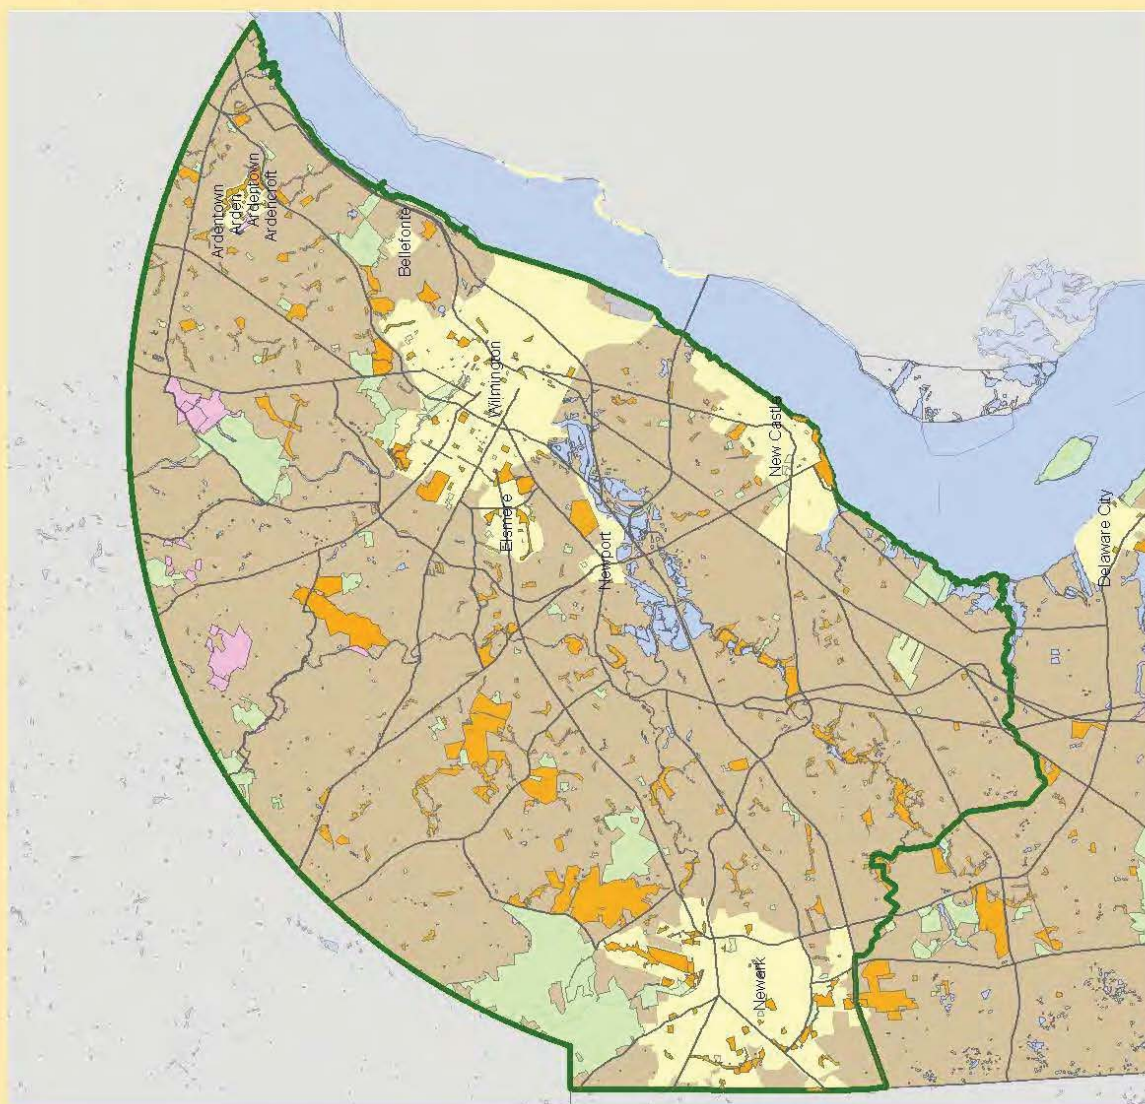 Ardentown
Arden
Ardentown
Ardencroft
Bellefonte
Wilmington
New Castle
Elsmere
Newport
Delaware City
Newark